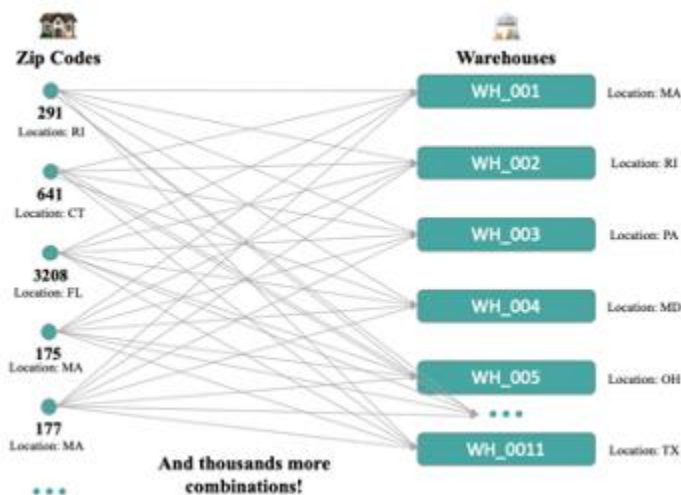 Zip Codes
291
Location: RI
641
Location: CT
3208
Location: FL
175
Location: MA
177
Location: MA
And thousands more
combinations!
Warehouses
WH_001
Location: MA
WH_002
Location: RI
WH_003
Location: PA
WH_004
Location: MD
WH_005
Location: OH
WH_0011
Location: TX